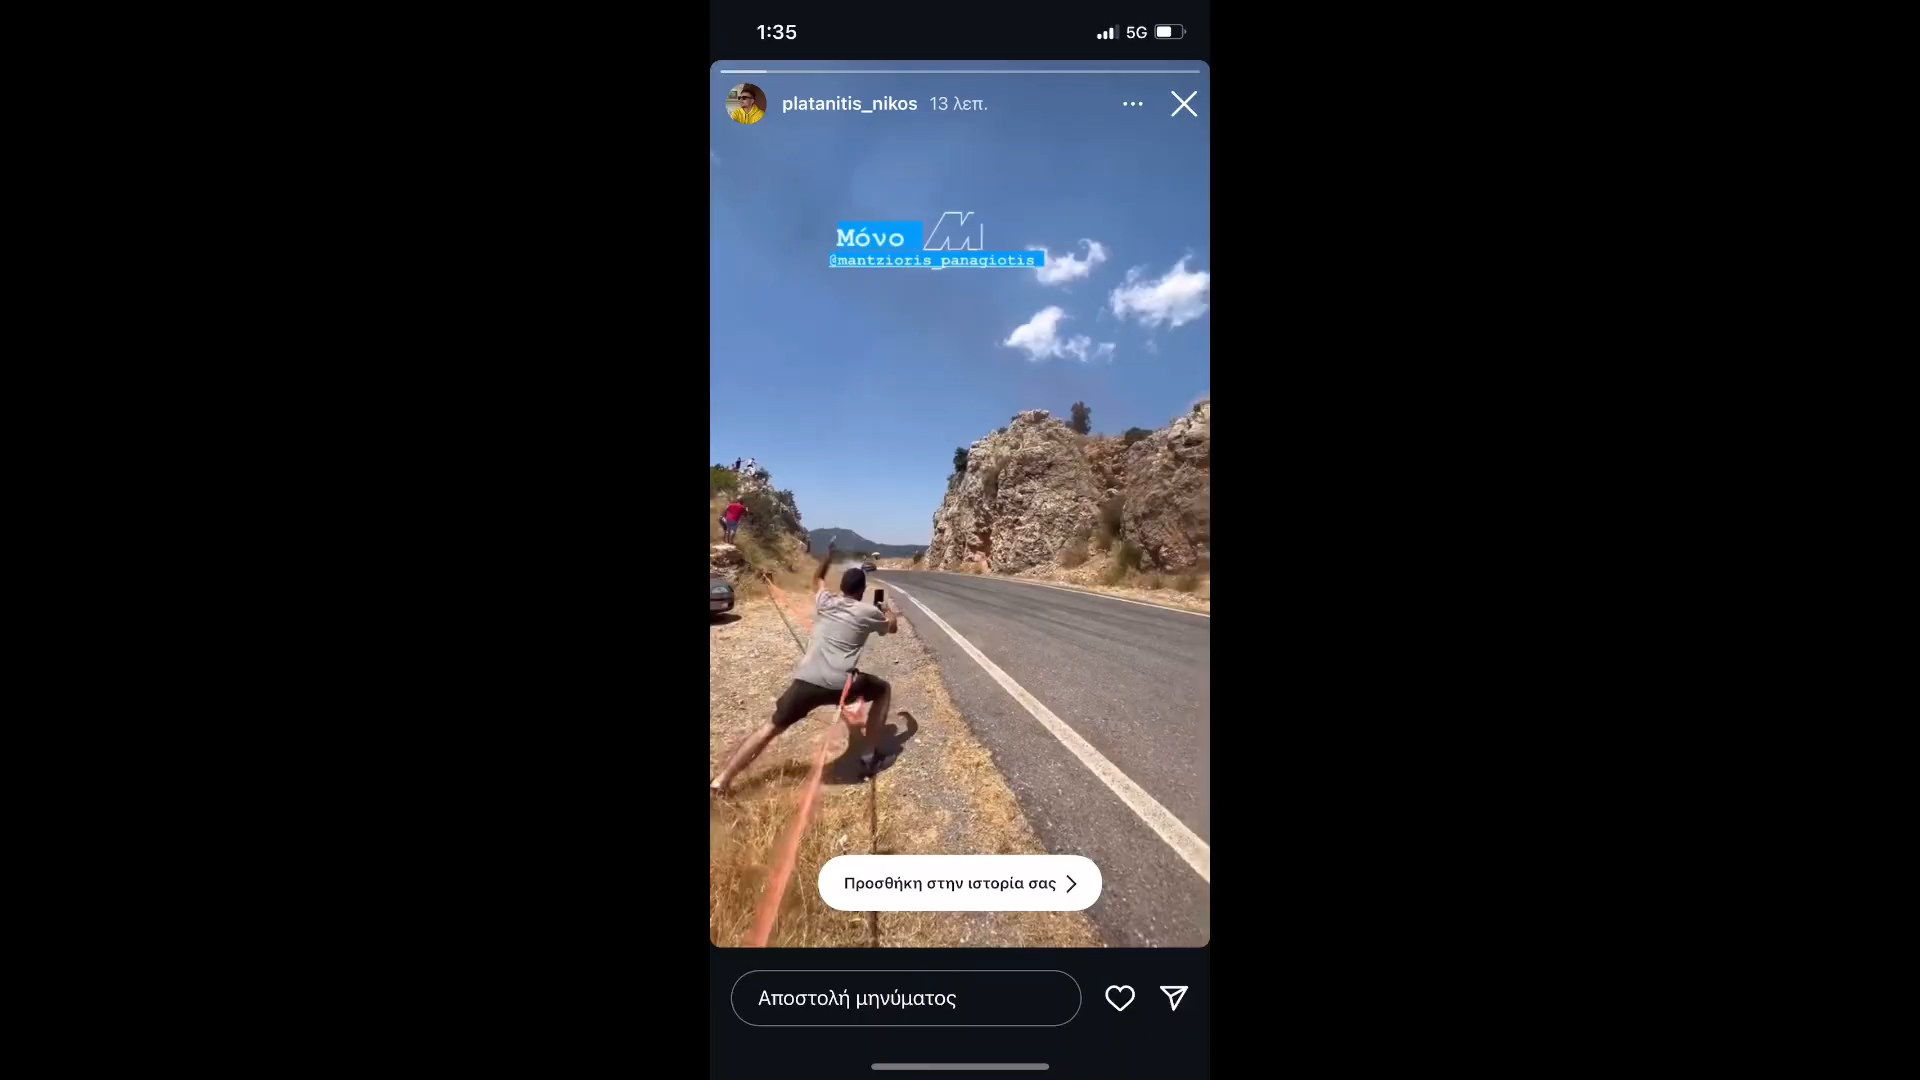 1:35
5G
platanitis_nikos 13 λεπ.
Μόνο M
@mantzioris_panagiotis
Προσθήκη στην ιστορία σας
Αποστολή μηνύματος